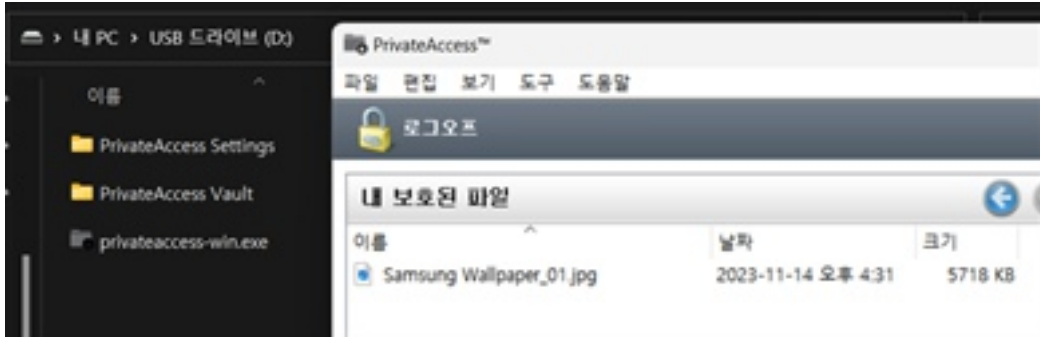 내 PC › USB 드라이브 (D:)
이름
PrivateAccess Settings
PrivateAccess Vault
privateaccess-win.exe
PrivateAccess™
파일 편집 보기 도구 도움말
로그오프
내 보호된 파일
이름 날짜 크기
Samsung Wallpaper_01.jpg 2023-11-14 오후 4:31 5718 KB